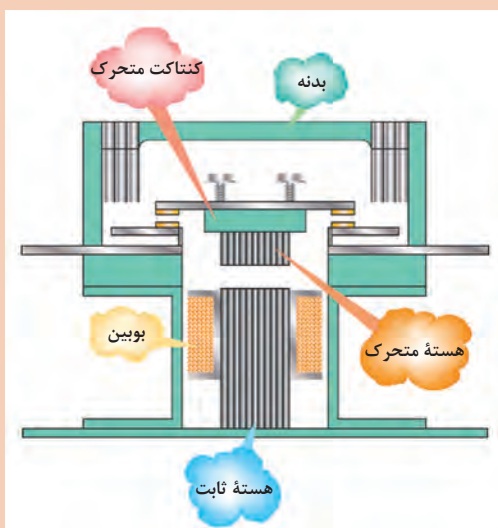 کنتاکت متحرک
بدنه
بوبین
هستهٔ متحرک
هستهٔ ثابت